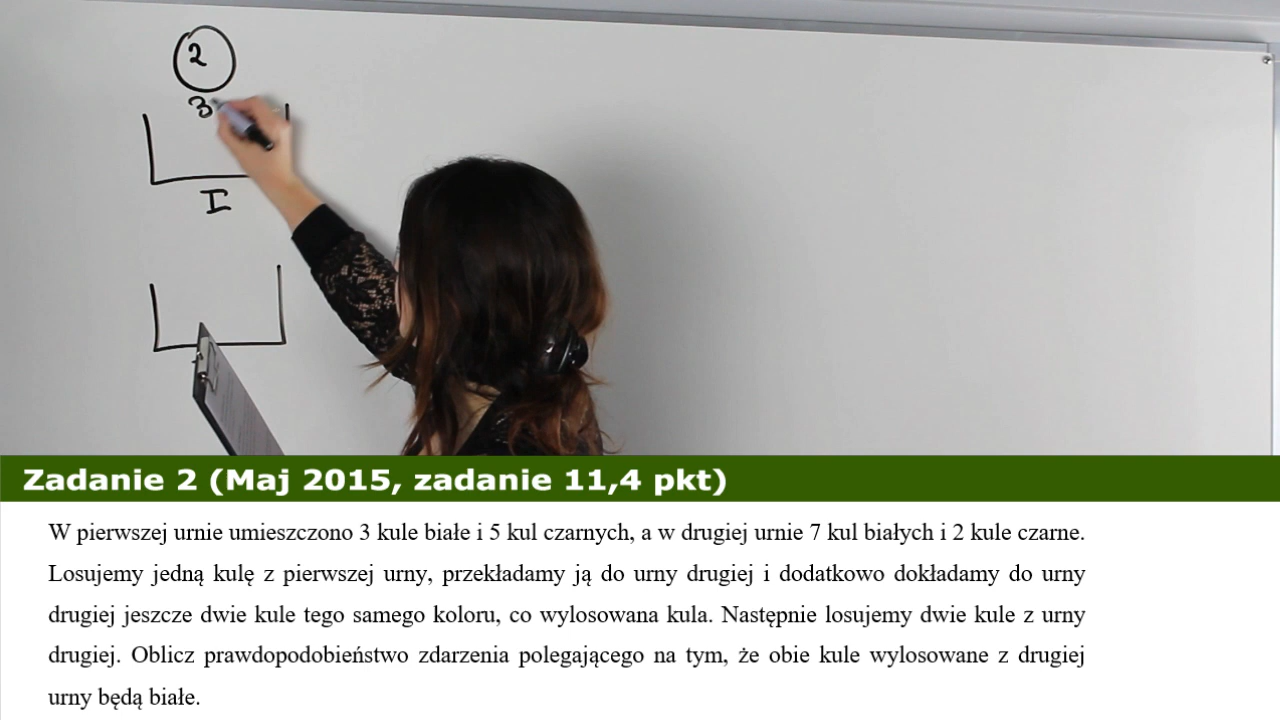 2
3
I
Zadanie 2 (Maj 2015, zadanie 11,4 pkt)
W pierwszej urnie umieszczono 3 kule białe i 5 kul czarnych, a w drugiej urnie 7 kul białych i 2 kule czarne.
Losujemy jedną kulę z pierwszej urny, przekładamy ją do urny drugiej i dodatkowo dokładamy do urny
drugiej jeszcze dwie kule tego samego koloru, co wylosowana kula. Następnie losujemy dwie kule z urny
drugiej. Oblicz prawdopodobieństwo zdarzenia polegającego na tym, że obie kule wylosowane z drugiej
urny będą białe.